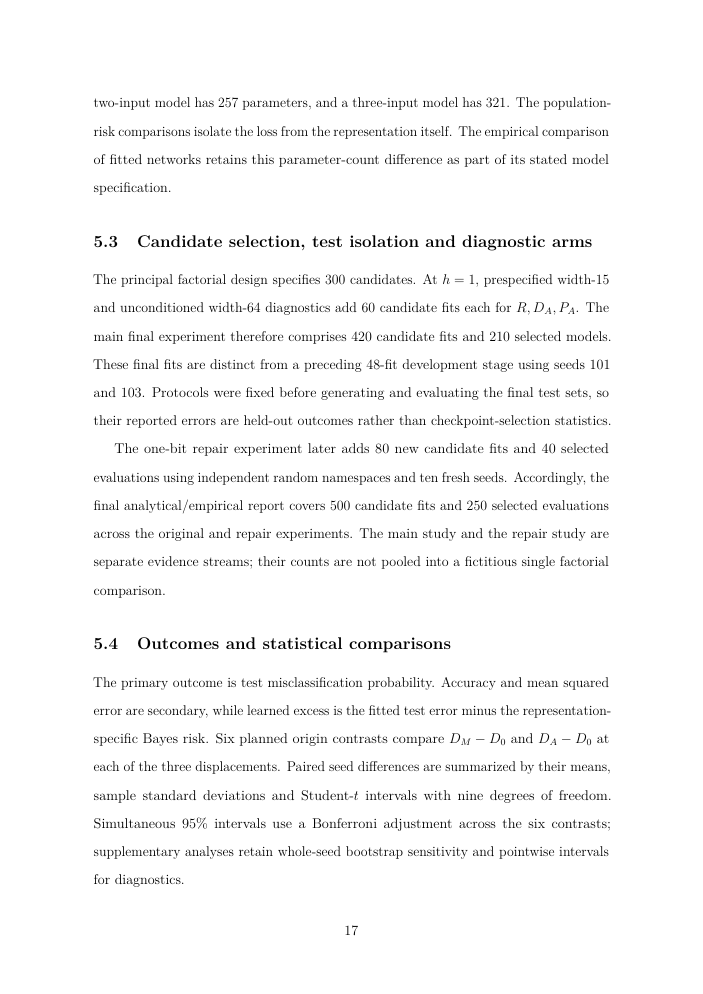 two-input model has 257 parameters, and a three-input model has 321. The population-
risk comparisons isolate the loss from the representation itself. The empirical comparison
of fitted networks retains this parameter-count difference as part of its stated model
specification.
5.3 Candidate selection, test isolation and diagnostic arms
The principal factorial design specifies 300 candidates. At h = 1, prespecified width-15
and unconditioned width-64 diagnostics add 60 candidate fits each for R, D_A, P_A. The
main final experiment therefore comprises 420 candidate fits and 210 selected models.
These final fits are distinct from a preceding 48-fit development stage using seeds 101
and 103. Protocols were fixed before generating and evaluating the final test sets, so
their reported errors are held-out outcomes rather than checkpoint-selection statistics.
The one-bit repair experiment later adds 80 new candidate fits and 40 selected
evaluations using independent random namespaces and ten fresh seeds. Accordingly, the
final analytical/empirical report covers 500 candidate fits and 250 selected evaluations
across the original and repair experiments. The main study and the repair study are
separate evidence streams; their counts are not pooled into a fictitious single factorial
comparison.
5.4 Outcomes and statistical comparisons
The primary outcome is test misclassification probability. Accuracy and mean squared
error are secondary, while learned excess is the fitted test error minus the representation-
specific Bayes risk. Six planned origin contrasts compare D_M − D_0 and D_A − D_0 at
each of the three displacements. Paired seed differences are summarized by their means,
sample standard deviations and Student-t intervals with nine degrees of freedom.
Simultaneous 95% intervals use a Bonferroni adjustment across the six contrasts;
supplementary analyses retain whole-seed bootstrap sensitivity and pointwise intervals
for diagnostics.
17